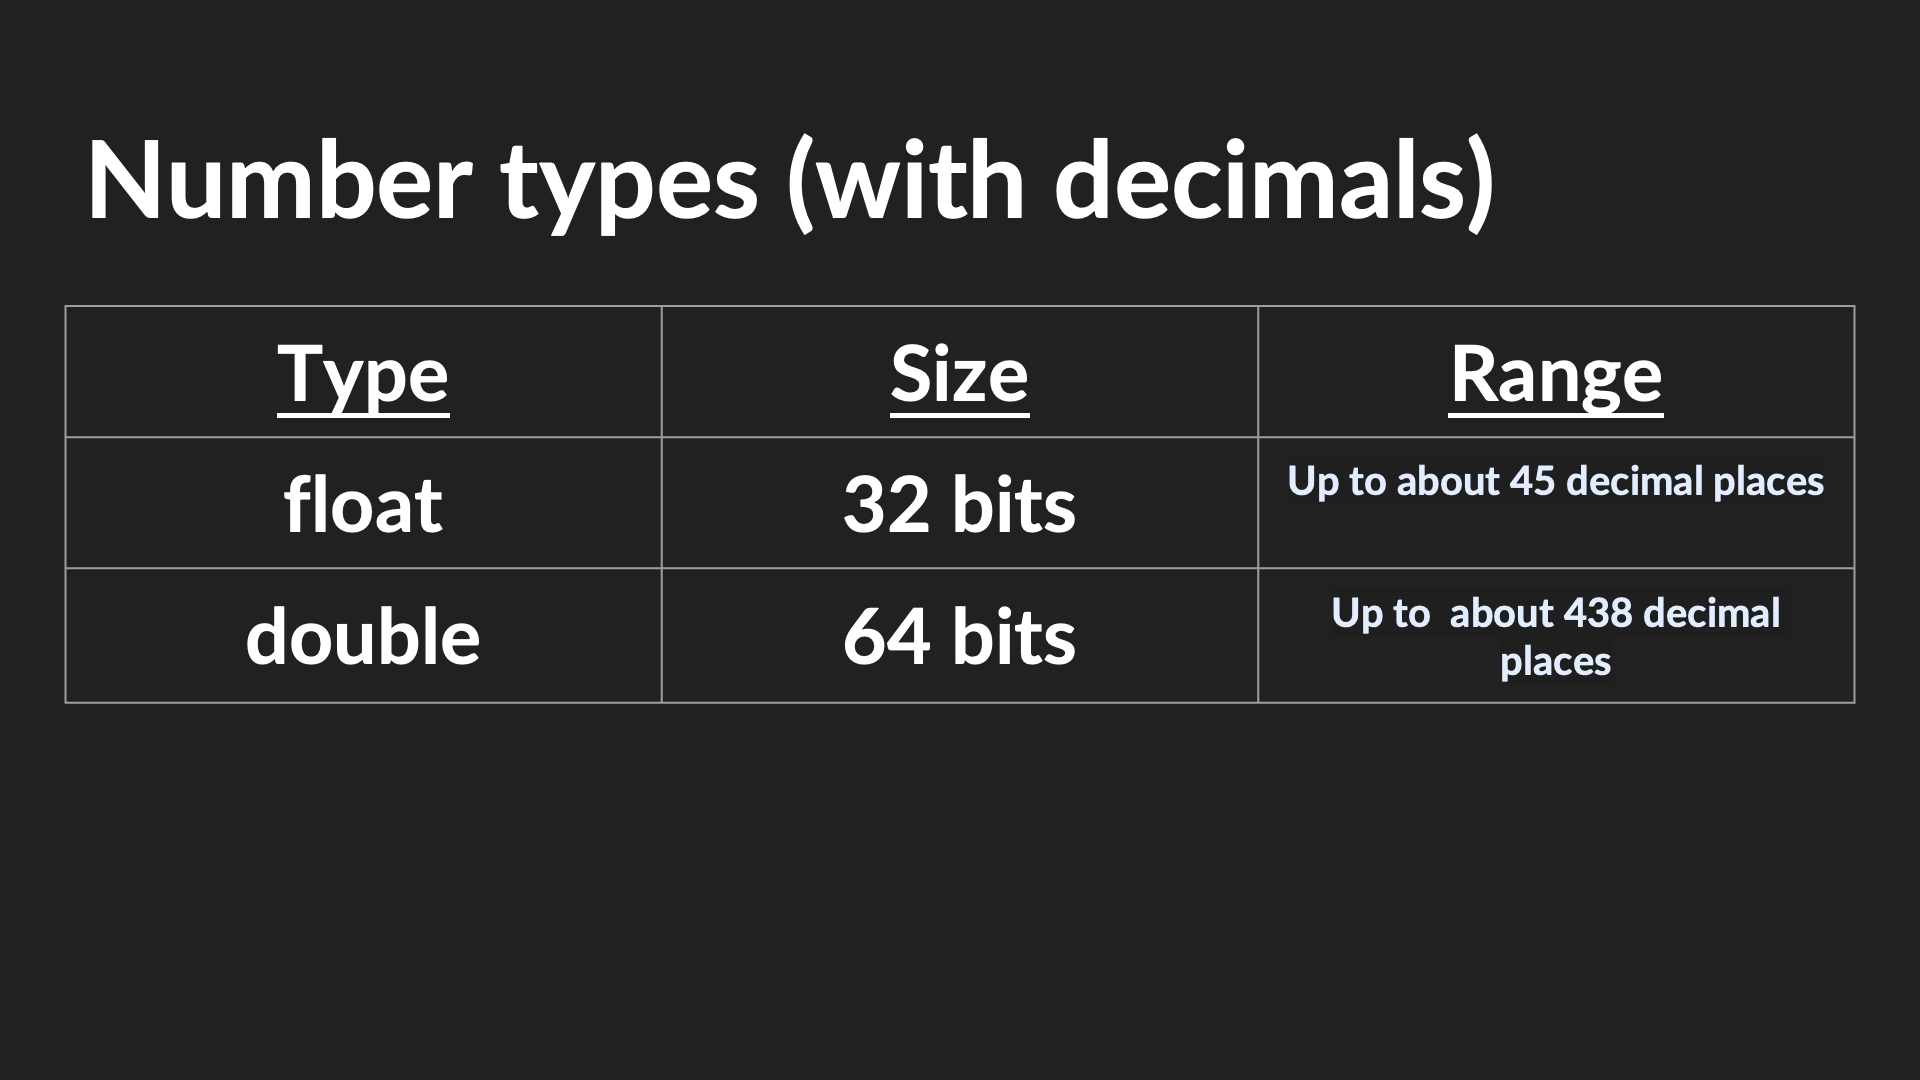 Number types (with decimals)
Type Size Range
float 32 bits Up to about 45 decimal places
double 64 bits Up to  about 438 decimal
places